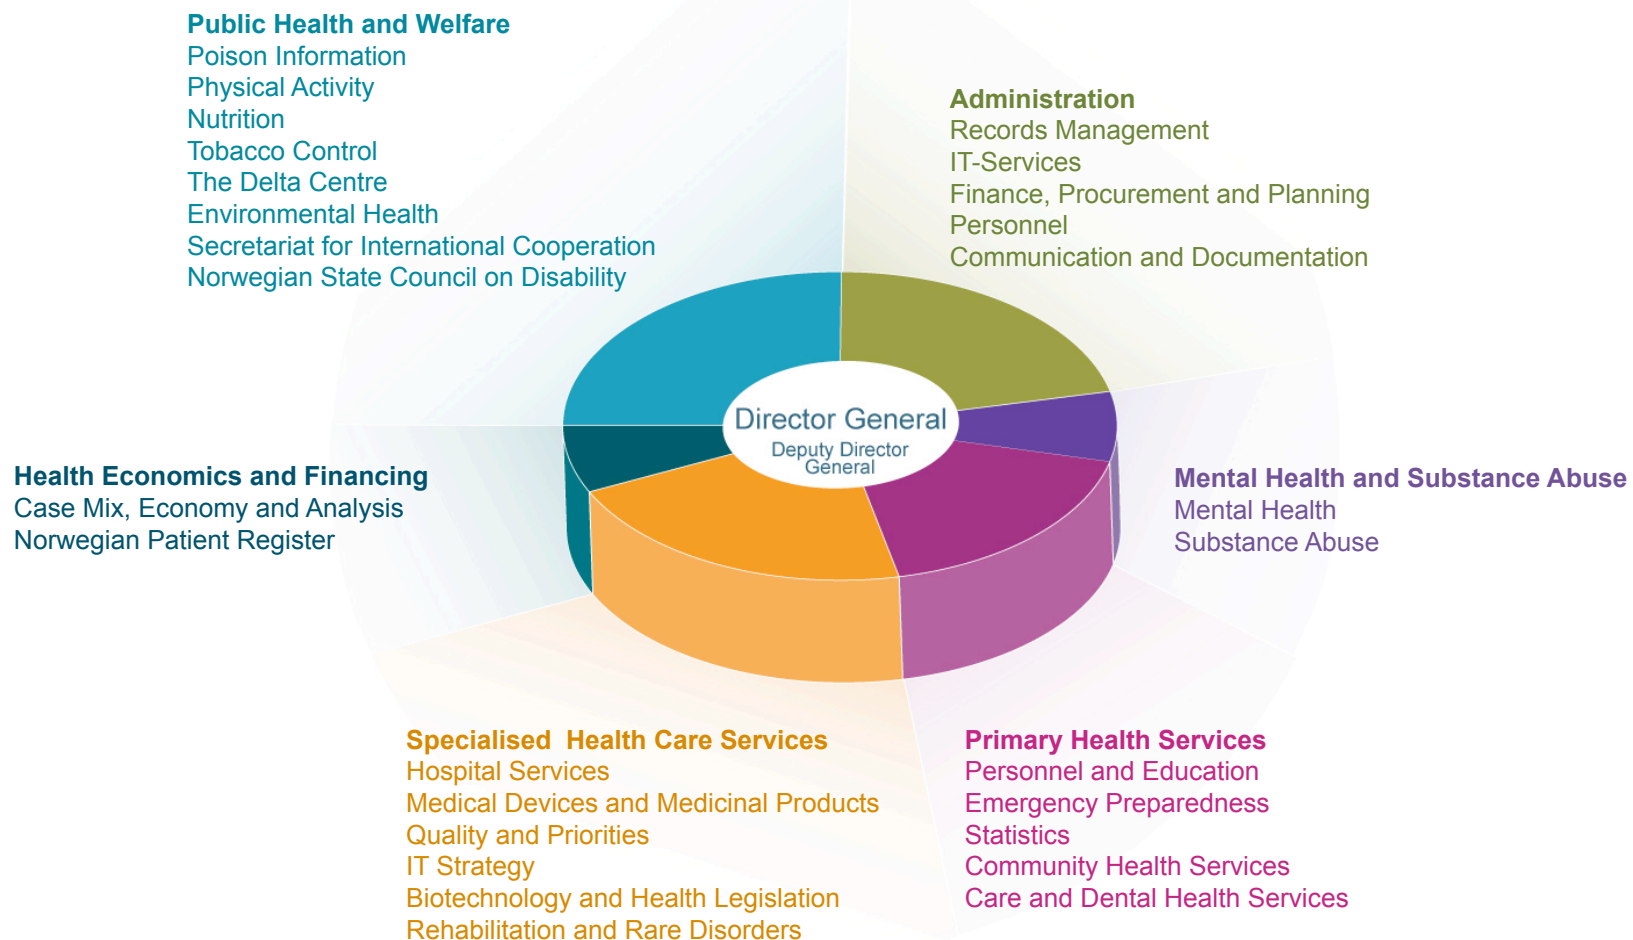 Public Health and Welfare
Poison Information
Physical Activity
Nutrition
Tobacco Control
The Delta Centre
Environmental Health
Secretariat for International Cooperation
Norwegian State Council on Disability
Administration
Records Management
IT-Services
Finance, Procurement and Planning
Personnel
Communication and Documentation
Director General
Deputy Director
General
Health Economics and Financing
Case Mix, Economy and Analysis
Norwegian Patient Register
Mental Health and Substance Abuse
Mental Health
Substance Abuse
Specialised  Health Care Services
Hospital Services
Medical Devices and Medicinal Products
Quality and Priorities
IT Strategy
Biotechnology and Health Legislation
Rehabilitation and Rare Disorders
Primary Health Services
Personnel and Education
Emergency Preparedness
Statistics
Community Health Services
Care and Dental Health Services